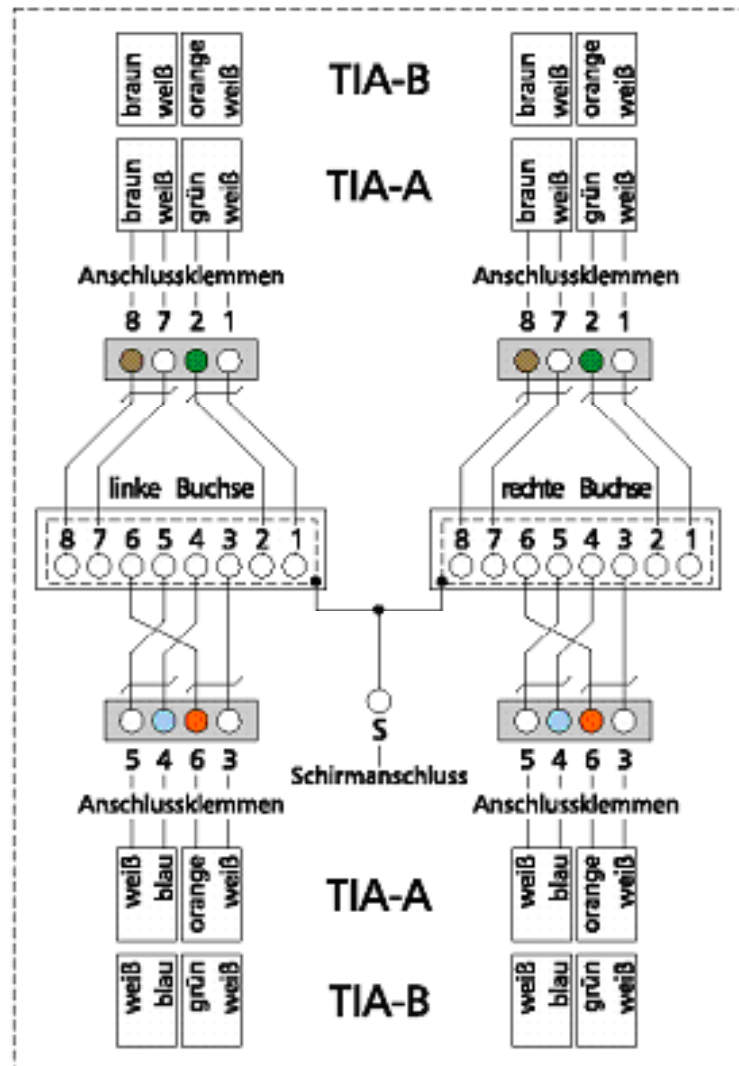 braun weiß orange weiß TIA-B braun weiß orange weiß
braun weiß grün weiß TIA-A braun weiß grün weiß
Anschlussklemmen Anschlussklemmen
8 7 2 1 8 7 2 1
linke Buchse rechte Buchse
8 7 6 5 4 3 2 1 8 7 6 5 4 3 2 1
S
5 4 6 3 5 4 6 3
Schirmanschluss
Anschlussklemmen Anschlussklemmen
weiß blau orange weiß TIA-A weiß blau orange weiß
weiß blau grün weiß TIA-B weiß blau grün weiß